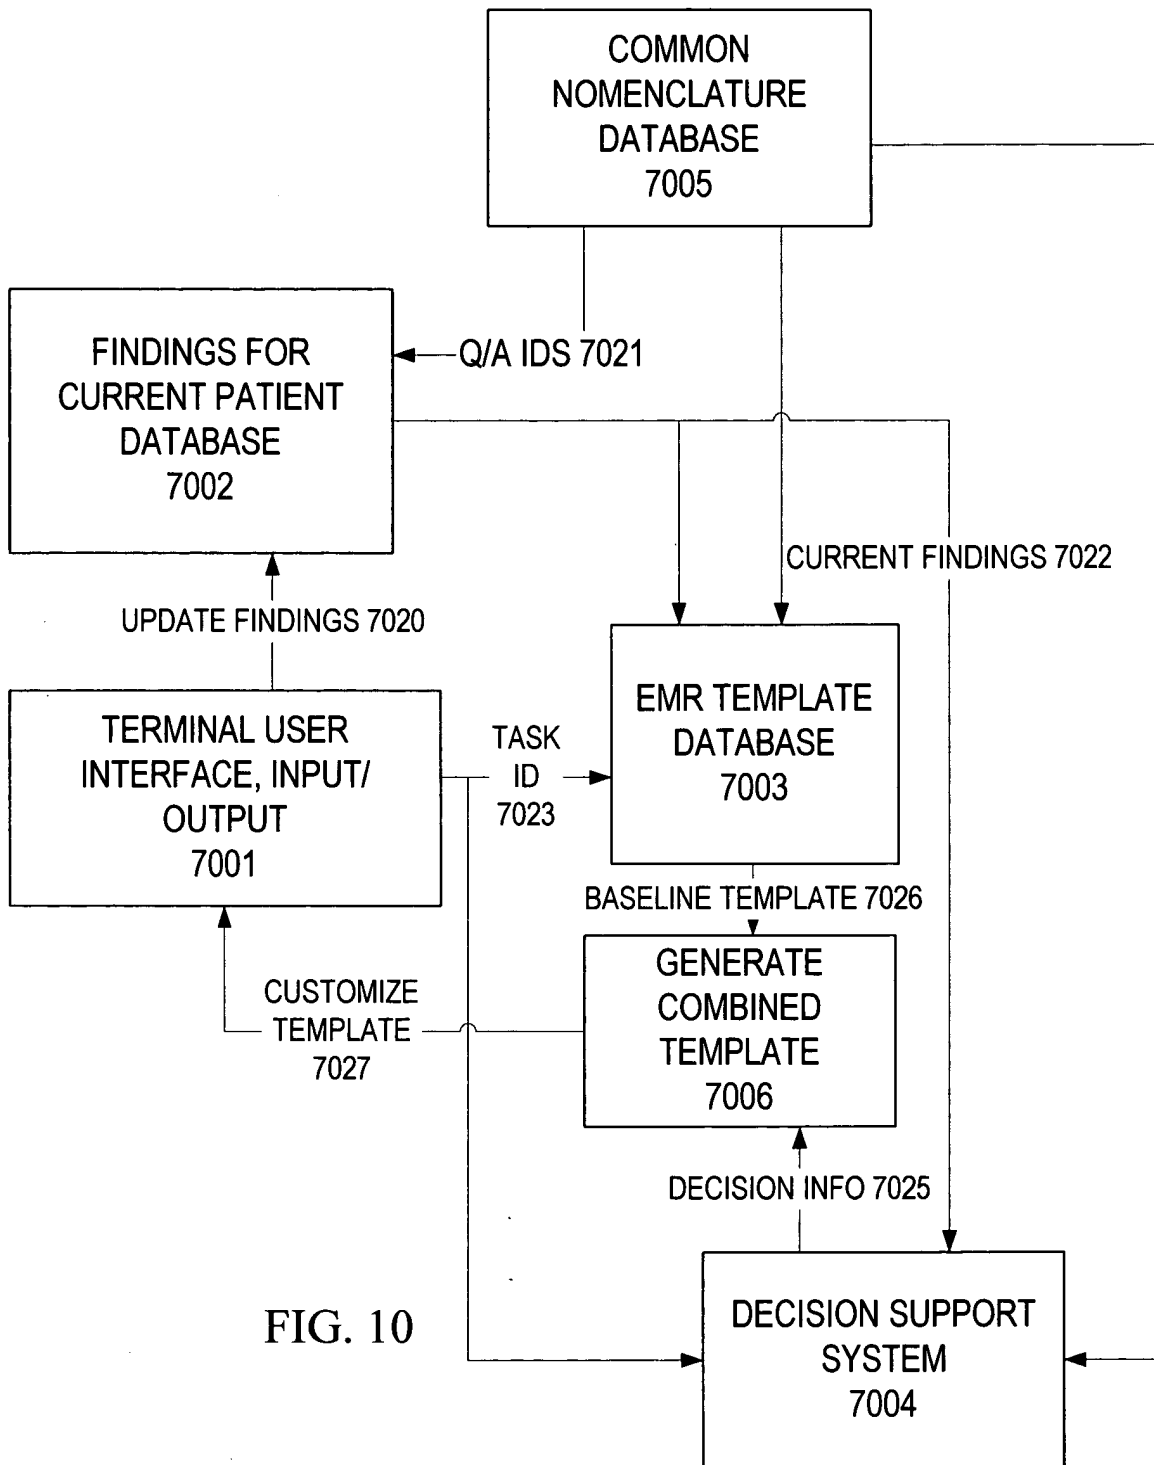 COMMON
NOMENCLATURE
DATABASE
7005
FINDINGS FOR
CURRENT PATIENT
DATABASE
7002
Q/A IDS 7021
CURRENT FINDINGS 7022
UPDATE FINDINGS 7020
TERMINAL USER
INTERFACE, INPUT/
OUTPUT
7001
TASK
ID
7023
EMR TEMPLATE
DATABASE
7003
BASELINE TEMPLATE 7026
GENERATE
COMBINED
TEMPLATE
7006
CUSTOMIZE
TEMPLATE
7027
DECISION INFO 7025
DECISION SUPPORT
SYSTEM
7004
FIG. 10